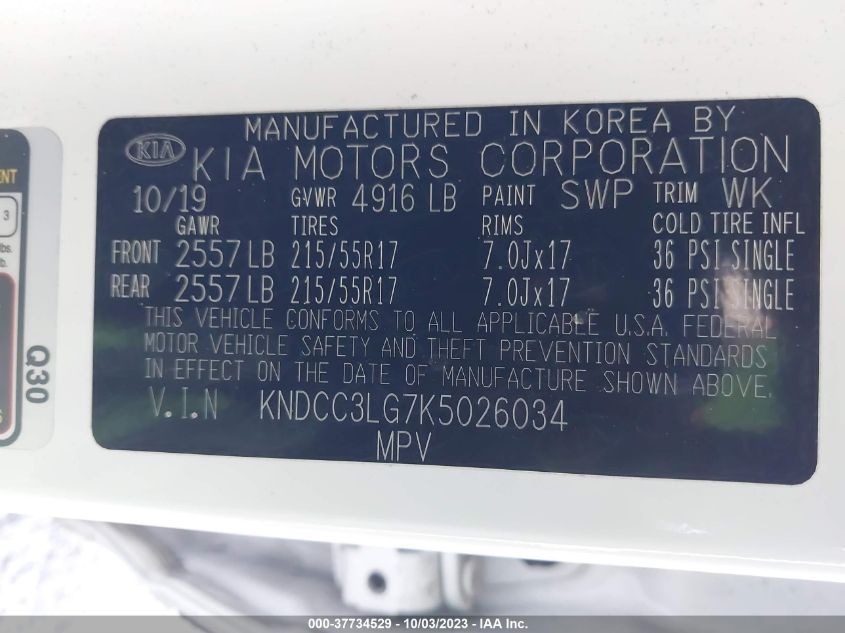 MANUFACTURED IN KOREA BY
KIA KIA MOTORS CORPORATION
10/19 GVWR 4916 LB PAINT SWP TRIM WK
GAWR TIRES RIMS COLD TIRE INFL
FRONT 2557 LB 215/55R17 7.0Jx17 36 PSI SINGLE
REAR 2557 LB 215/55R17 7.0Jx17 36 PSI SINGLE
THIS VEHICLE CONFORMS TO ALL APPLICABLE U.S.A. FEDERAL
MOTOR VEHICLE SAFETY AND THEFT PREVENTION STANDARDS
IN EFFECT ON THE DATE OF MANUFACTURE SHOWN ABOVE.
V.I.N KNDCC3LG7K5026034
MPV
ENT
3
lbs.
lb.
Q30
S
000-37734529 - 10/03/2023 - IAA Inc.